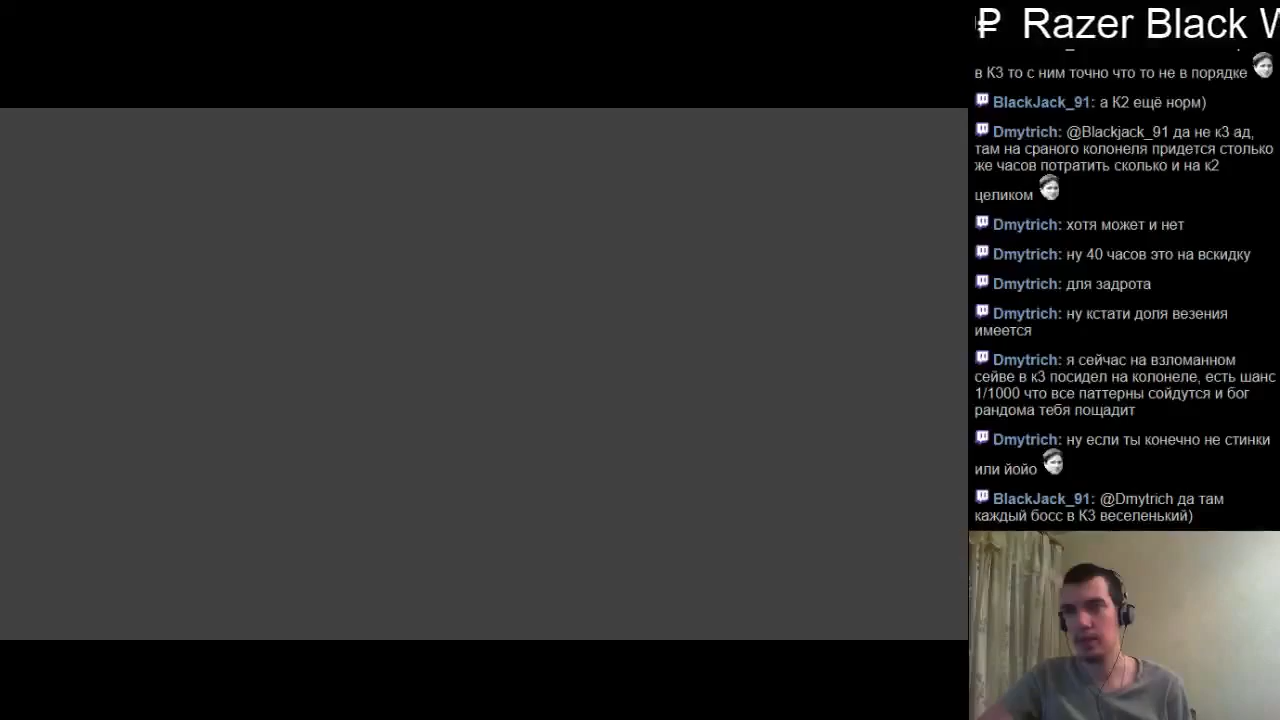 ₽ Razer Black W
в К3 то с ним точно что то не в порядке
BlackJack_91: а К2 ещё норм)
Dmytrich: @Blackjack_91 да не к3 ад,
там на сраного колонеля придется столько
же часов потратить сколько и на к2
целиком
Dmytrich: хотя может и нет
Dmytrich: ну 40 часов это на вскидку
Dmytrich: для задрота
Dmytrich: ну кстати доля везения
имеется
Dmytrich: я сейчас на взломанном
сейве в к3 посидел на колонеле, есть шанс
1/1000 что все паттерны сойдутся и бог
рандома тебя пощадит
Dmytrich: ну если ты конечно не стинки
или йойо
BlackJack_91: @Dmytrich да там
каждый босс в К3 веселенький)